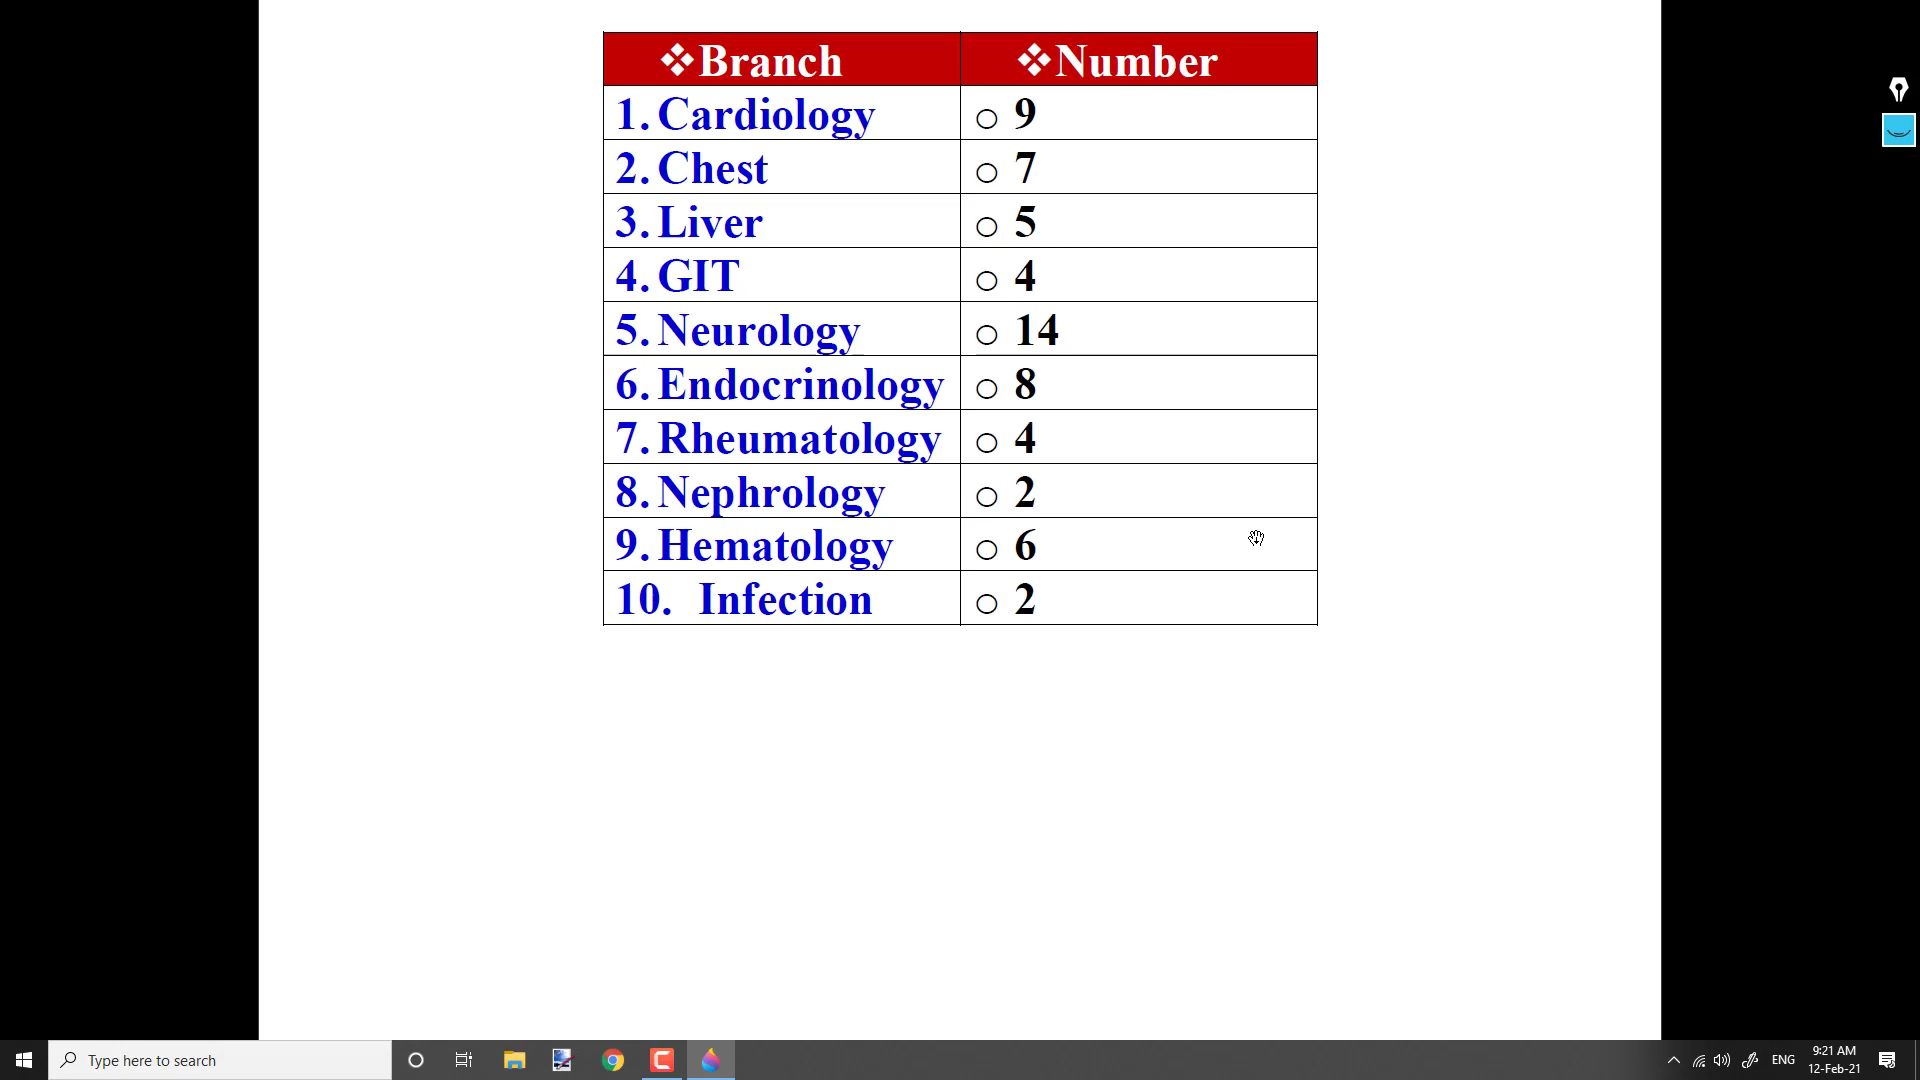 ❖Branch ❖Number
1. Cardiology ○ 9
2. Chest ○ 7
3. Liver ○ 5
4. GIT ○ 4
5. Neurology ○ 14
6. Endocrinology ○ 8
7. Rheumatology ○ 4
8. Nephrology ○ 2
9. Hematology ○ 6
10. Infection ○ 2
Type here to search
ENG
9:21 AM
12-Feb-21